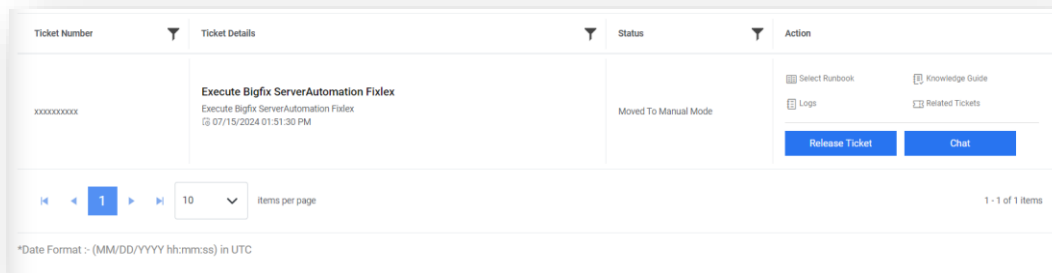 Ticket Number
Ticket Details
Status
Action
xxxxxxxxxx
Execute Bigfix ServerAutomation Fixlex
Execute Bigfix ServerAutomation Fixlex
07/15/2024 01:51:30 PM
Moved To Manual Mode
Select Runbook
Knowledge Guide
Logs
Related Tickets
Release Ticket
Chat
1
10
items per page
1 - 1 of 1 items
*Date Format :- (MM/DD/YYYY hh:mm:ss) in UTC